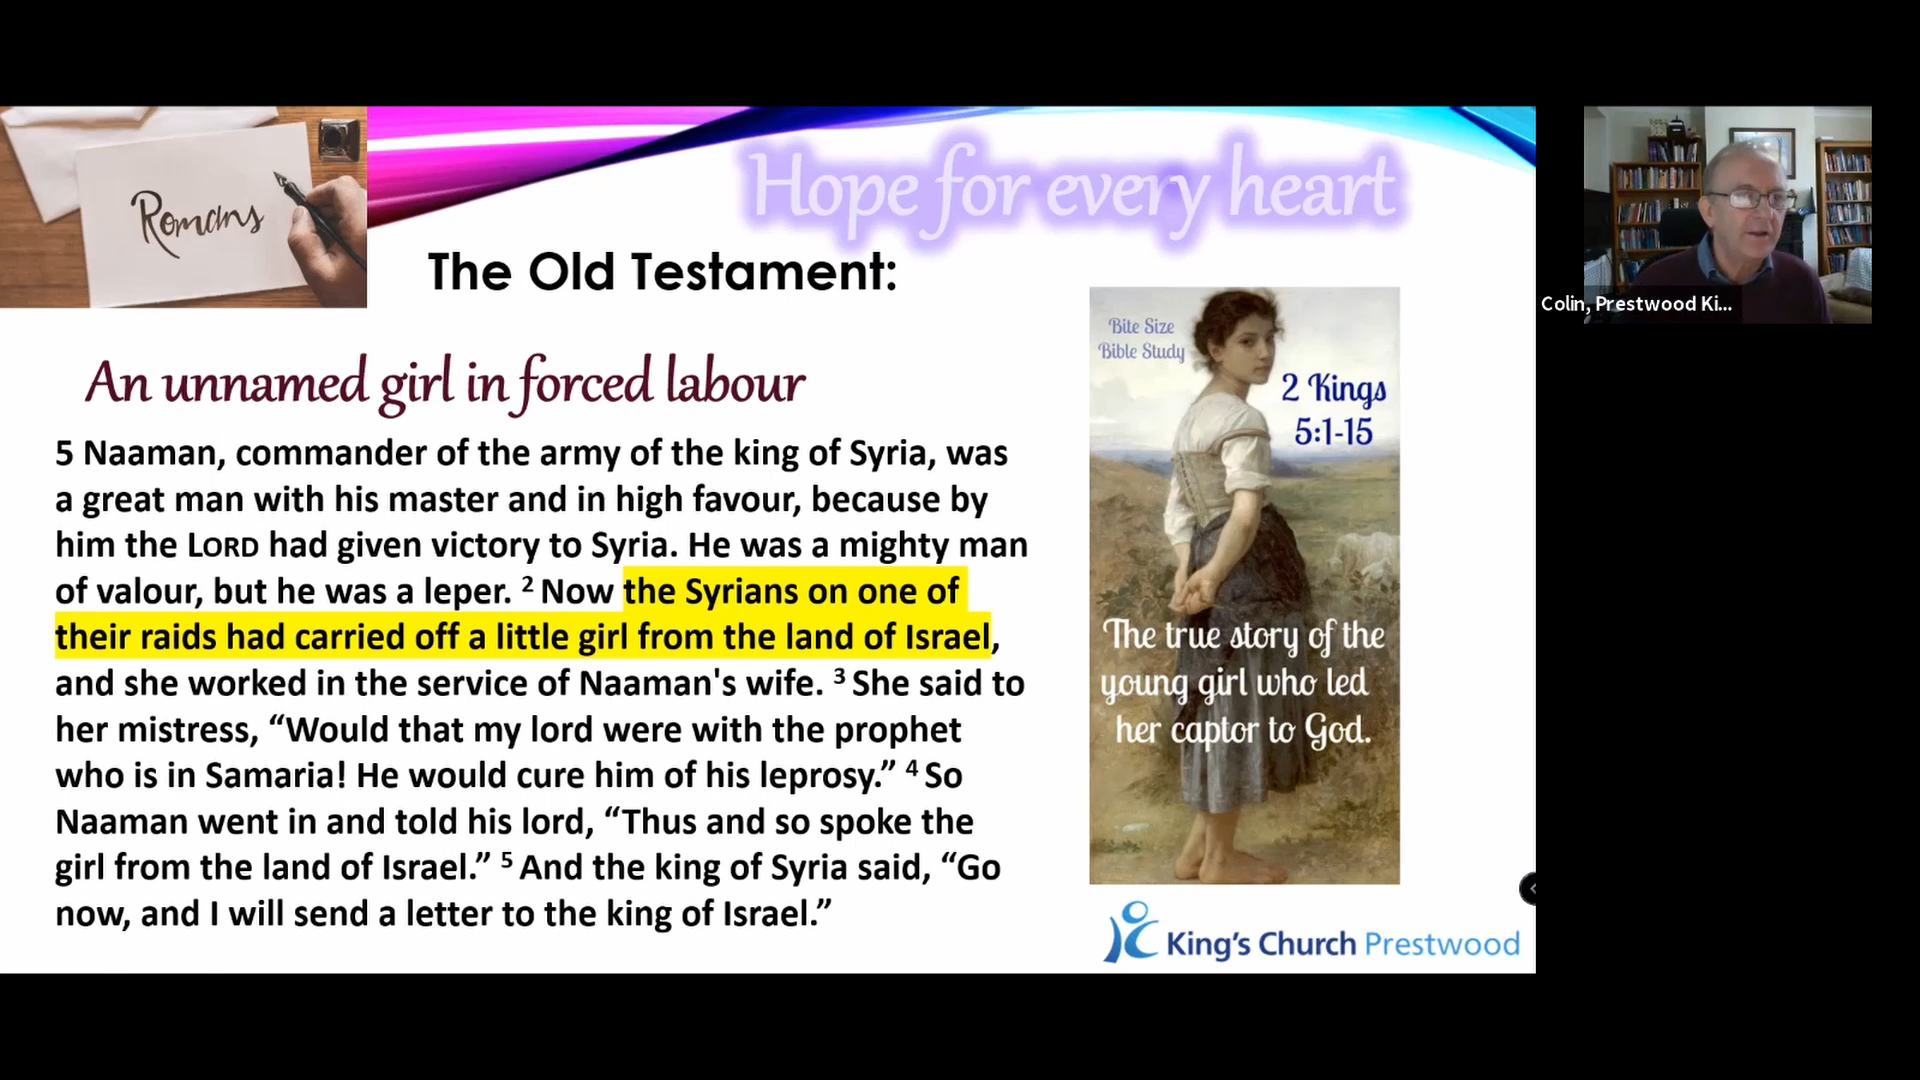 Romans
Hope for every heart
The Old Testament:
An unnamed girl in forced labour
5 Naaman, commander of the army of the king of Syria, was
a great man with his master and in high favour, because by
him the LORD had given victory to Syria. He was a mighty man
of valour, but he was a leper. 2 Now the Syrians on one of
their raids had carried off a little girl from the land of Israel,
and she worked in the service of Naaman's wife. 3 She said to
her mistress, “Would that my lord were with the prophet
who is in Samaria! He would cure him of his leprosy.” 4 So
Naaman went in and told his lord, “Thus and so spoke the
girl from the land of Israel.” 5 And the king of Syria said, “Go
now, and I will send a letter to the king of Israel.”
Bite Size
Bible Study
2 Kings
5:1-15
The true story of the
young girl who led
her captor to God.
King's Church Prestwood
Colin, Prestwood Ki...